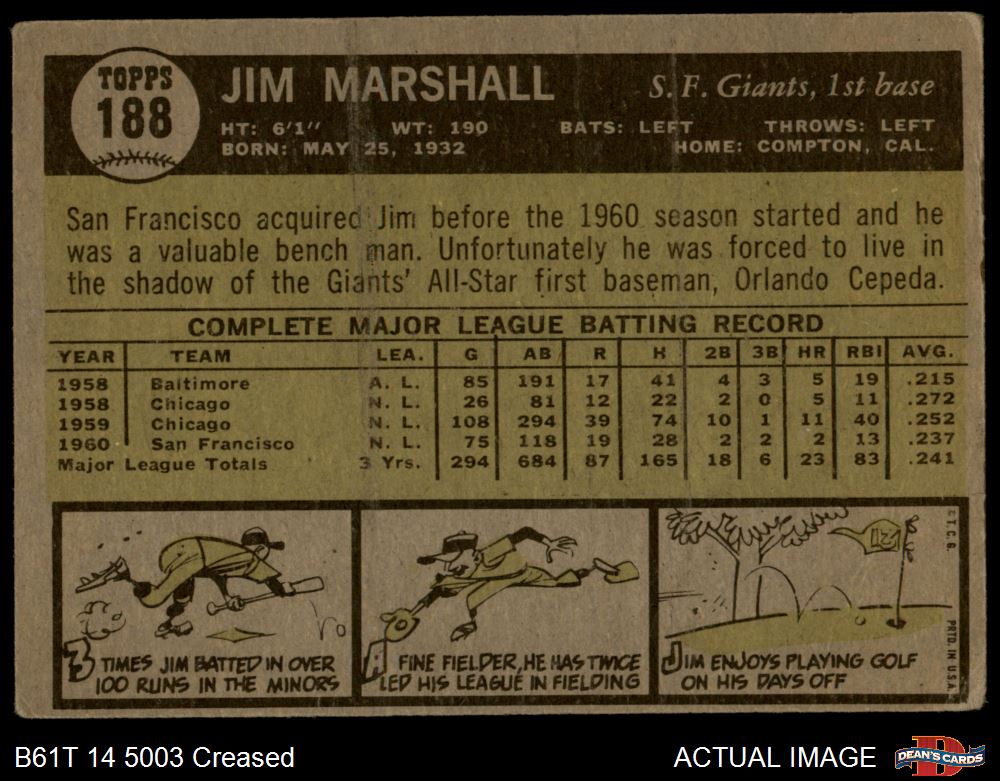 TOPPS
188
JIM MARSHALL
S. F. Giants, 1st base
HT: 6'1" WT: 190 BATS: LEFT THROWS: LEFT
BORN: MAY 25, 1932 HOME: COMPTON, CAL.
San Francisco acquired Jim before the 1960 season started and he
was a valuable bench man. Unfortunately he was forced to live in
the shadow of the Giants' All-Star first baseman, Orlando Cepeda.
COMPLETE MAJOR LEAGUE BATTING RECORD
YEAR TEAM LEA. G AB R H 2B 3B HR RBI AVG.
1958 Baltimore A. L. 85 191 17 41 4 3 5 19 .215
1958 Chicago N. L. 26 81 12 22 2 0 5 11 .272
1959 Chicago N. L. 108 294 39 74 10 1 11 40 .252
1960 San Francisco N. L. 75 118 19 28 2 2 2 13 .237
Major League Totals 3 Yrs. 294 684 87 165 18 6 23 83 .241
3 TIMES JIM BATTED IN OVER
100 RUNS IN THE MINORS
A FINE FIELDER, HE HAS TWICE
LED HIS LEAGUE IN FIELDING
13
JIM ENJOYS PLAYING GOLF
ON HIS DAYS OFF
© T. C. G.
PRTD. IN U.S.A.
B61T 14 5003 Creased
ACTUAL IMAGE
D
DEAN'S CARDS